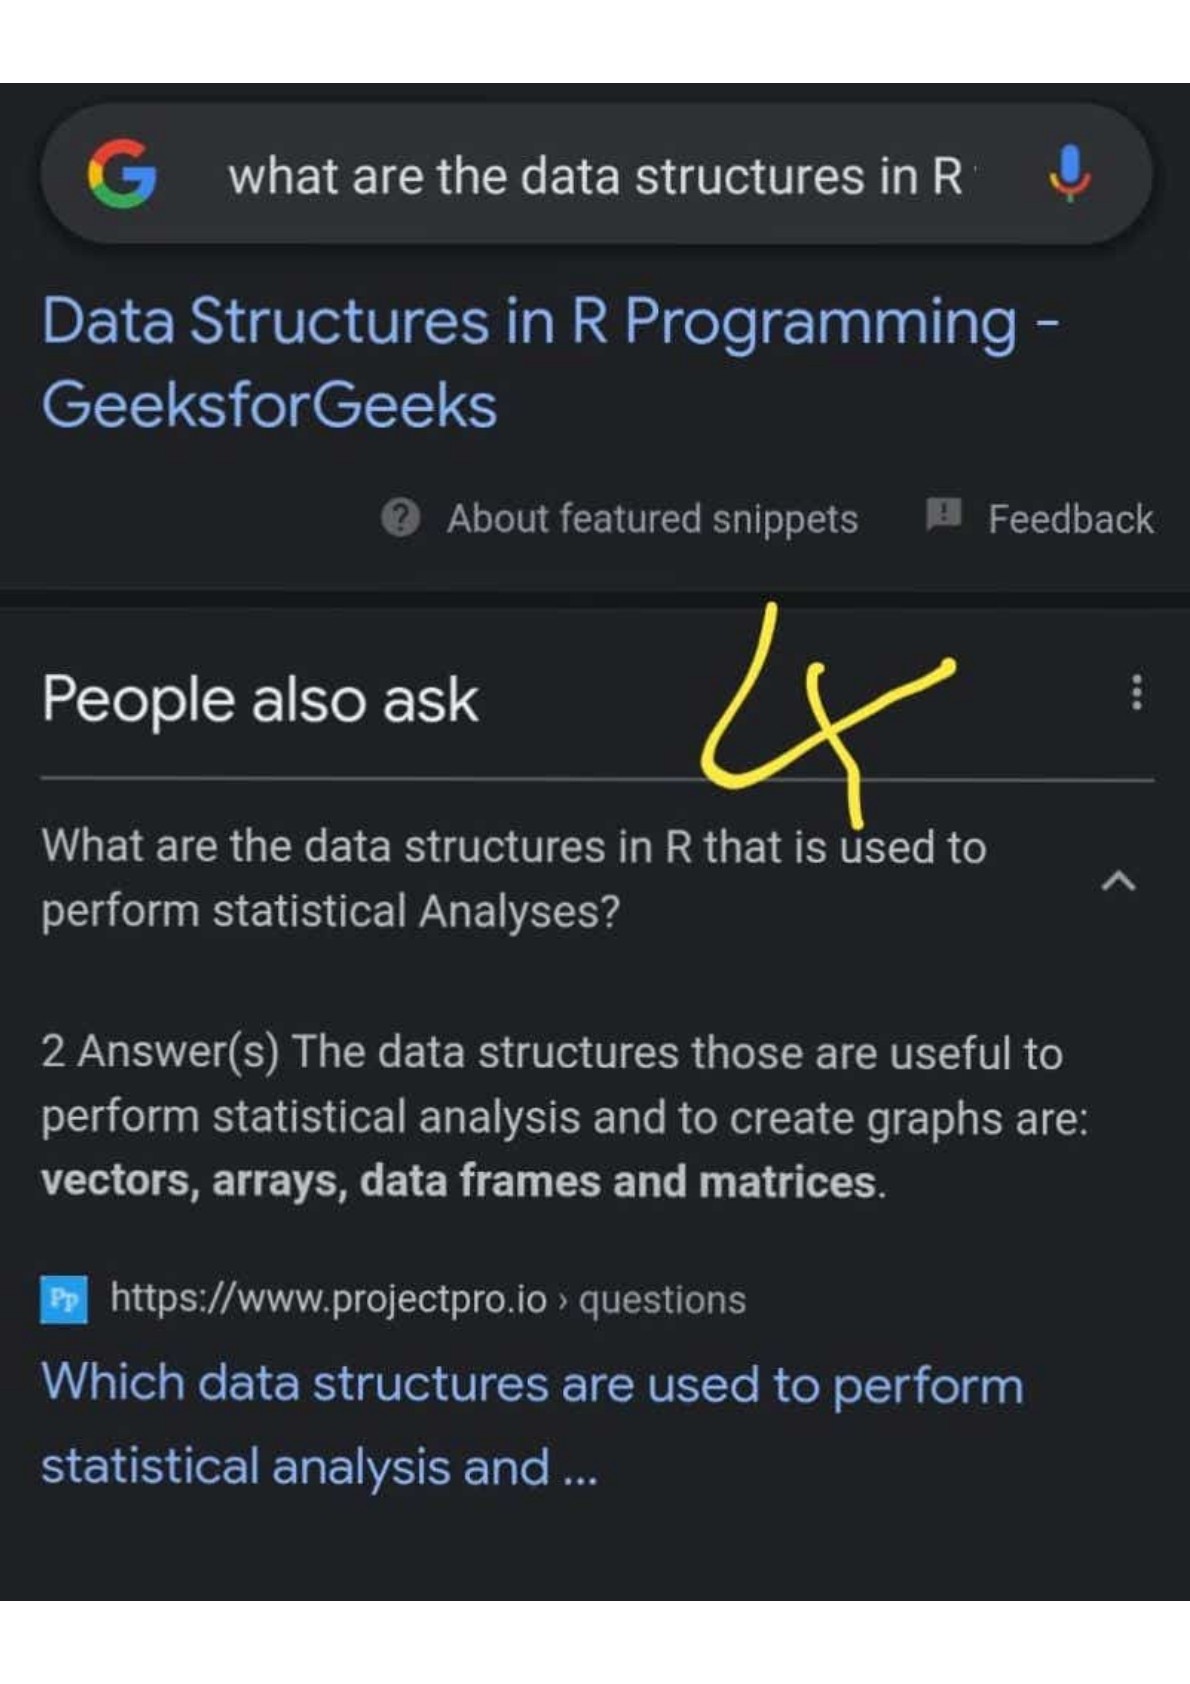 what are the data structures in R
Data Structures in R Programming -
GeeksforGeeks
About featured snippets Feedback
4
People also ask
What are the data structures in R that is used to
perform statistical Analyses?
2 Answer(s) The data structures those are useful to
perform statistical analysis and to create graphs are:
vectors, arrays, data frames and matrices.
Pp https://www.projectpro.io › questions
Which data structures are used to perform
statistical analysis and ...